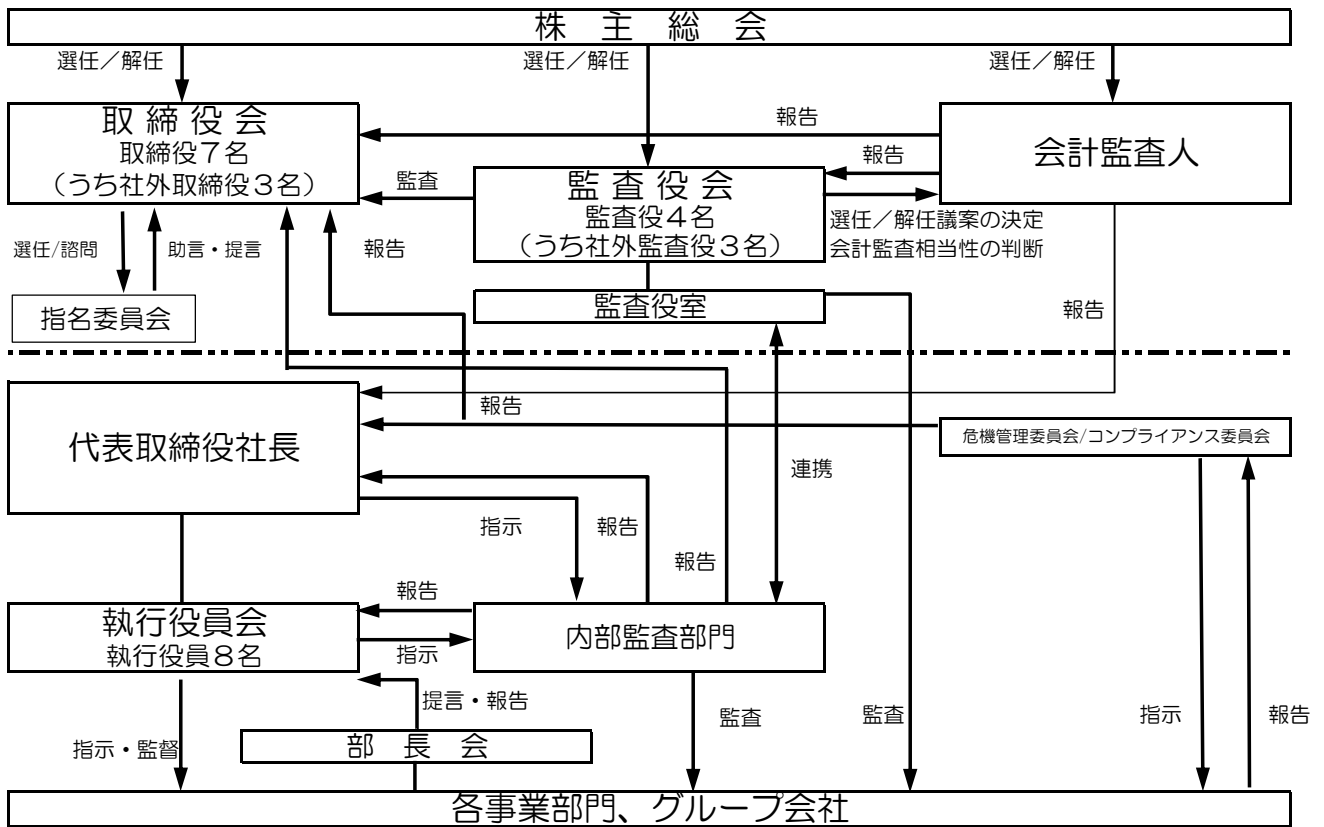 株　主　総　会
選任／解任
選任／解任
選任／解任
取 締 役 会
取締役７名
（うち社外取締役３名）
報告
会計監査人
報告
監査
監 査 役 会
監査役４名
（うち社外監査役３名）
選任／解任議案の決定
会計監査相当性の判断
選任/諮問
助言・提言
報告
指名委員会
監査役室
報告
代表取締役社長
報告
危機管理委員会/コンプライアンス委員会
連携
指示
報告
報告
執行役員会
執行役員８名
報告
指示
内部監査部門
提言・報告
監査
監査
指示
報告
指示・監督
部　長　会
各事業部門、グループ会社